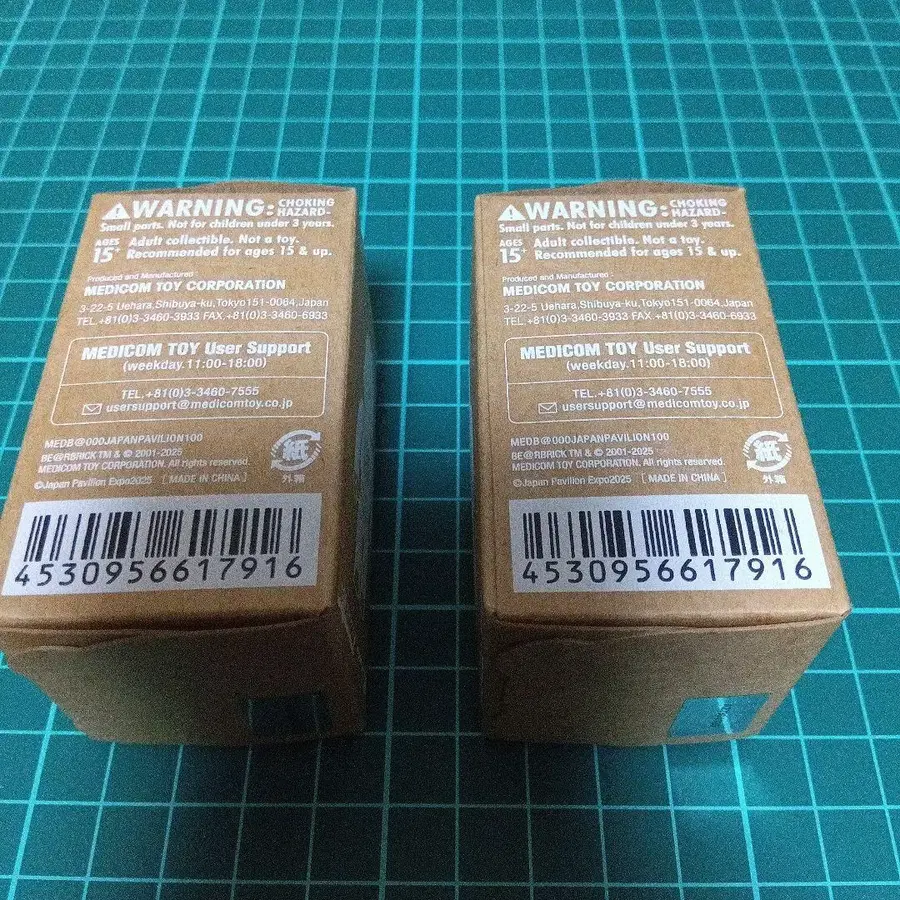 WARNING: CHOKING HAZARD-
Small parts. Not for children under 3 years.
AGES 15+ Adult collectible. Not a toy.
Recommended for ages 15 & up.
Produced and Manufactured :
MEDICOM TOY CORPORATION
3-22-5 Uehara,Shibuya-ku,Tokyo151-0064,Japan
TEL.+81(0)3-3460-3933 FAX.+81(0)3-3460-6933
MEDICOM TOY User Support
(weekday.11:00-18:00)
TEL.+81(0)3-3460-7555
usersupport@medicomtoy.co.jp
MEDB@000JAPANPAVILION100
BE@RBRICK TM & © 2001-2025
MEDICOM TOY CORPORATION. All rights reserved.
©Japan Pavilion Expo2025 [ MADE IN CHINA ]
紙
外箱
4530956617916
WARNING: CHOKING HAZARD-
Small parts. Not for children under 3 years.
AGES 15+ Adult collectible. Not a toy.
Recommended for ages 15 & up.
Produced and Manufactured :
MEDICOM TOY CORPORATION
3-22-5 Uehara,Shibuya-ku,Tokyo151-0064,Japan
TEL.+81(0)3-3460-3933 FAX.+81(0)3-3460-6933
MEDICOM TOY User Support
(weekday.11:00-18:00)
TEL.+81(0)3-3460-7555
usersupport@medicomtoy.co.jp
MEDB@000JAPANPAVILION100
BE@RBRICK TM & © 2001-2025
MEDICOM TOY CORPORATION. All rights reserved.
©Japan Pavilion Expo2025 [ MADE IN CHINA ]
紙
外箱
4530956617916